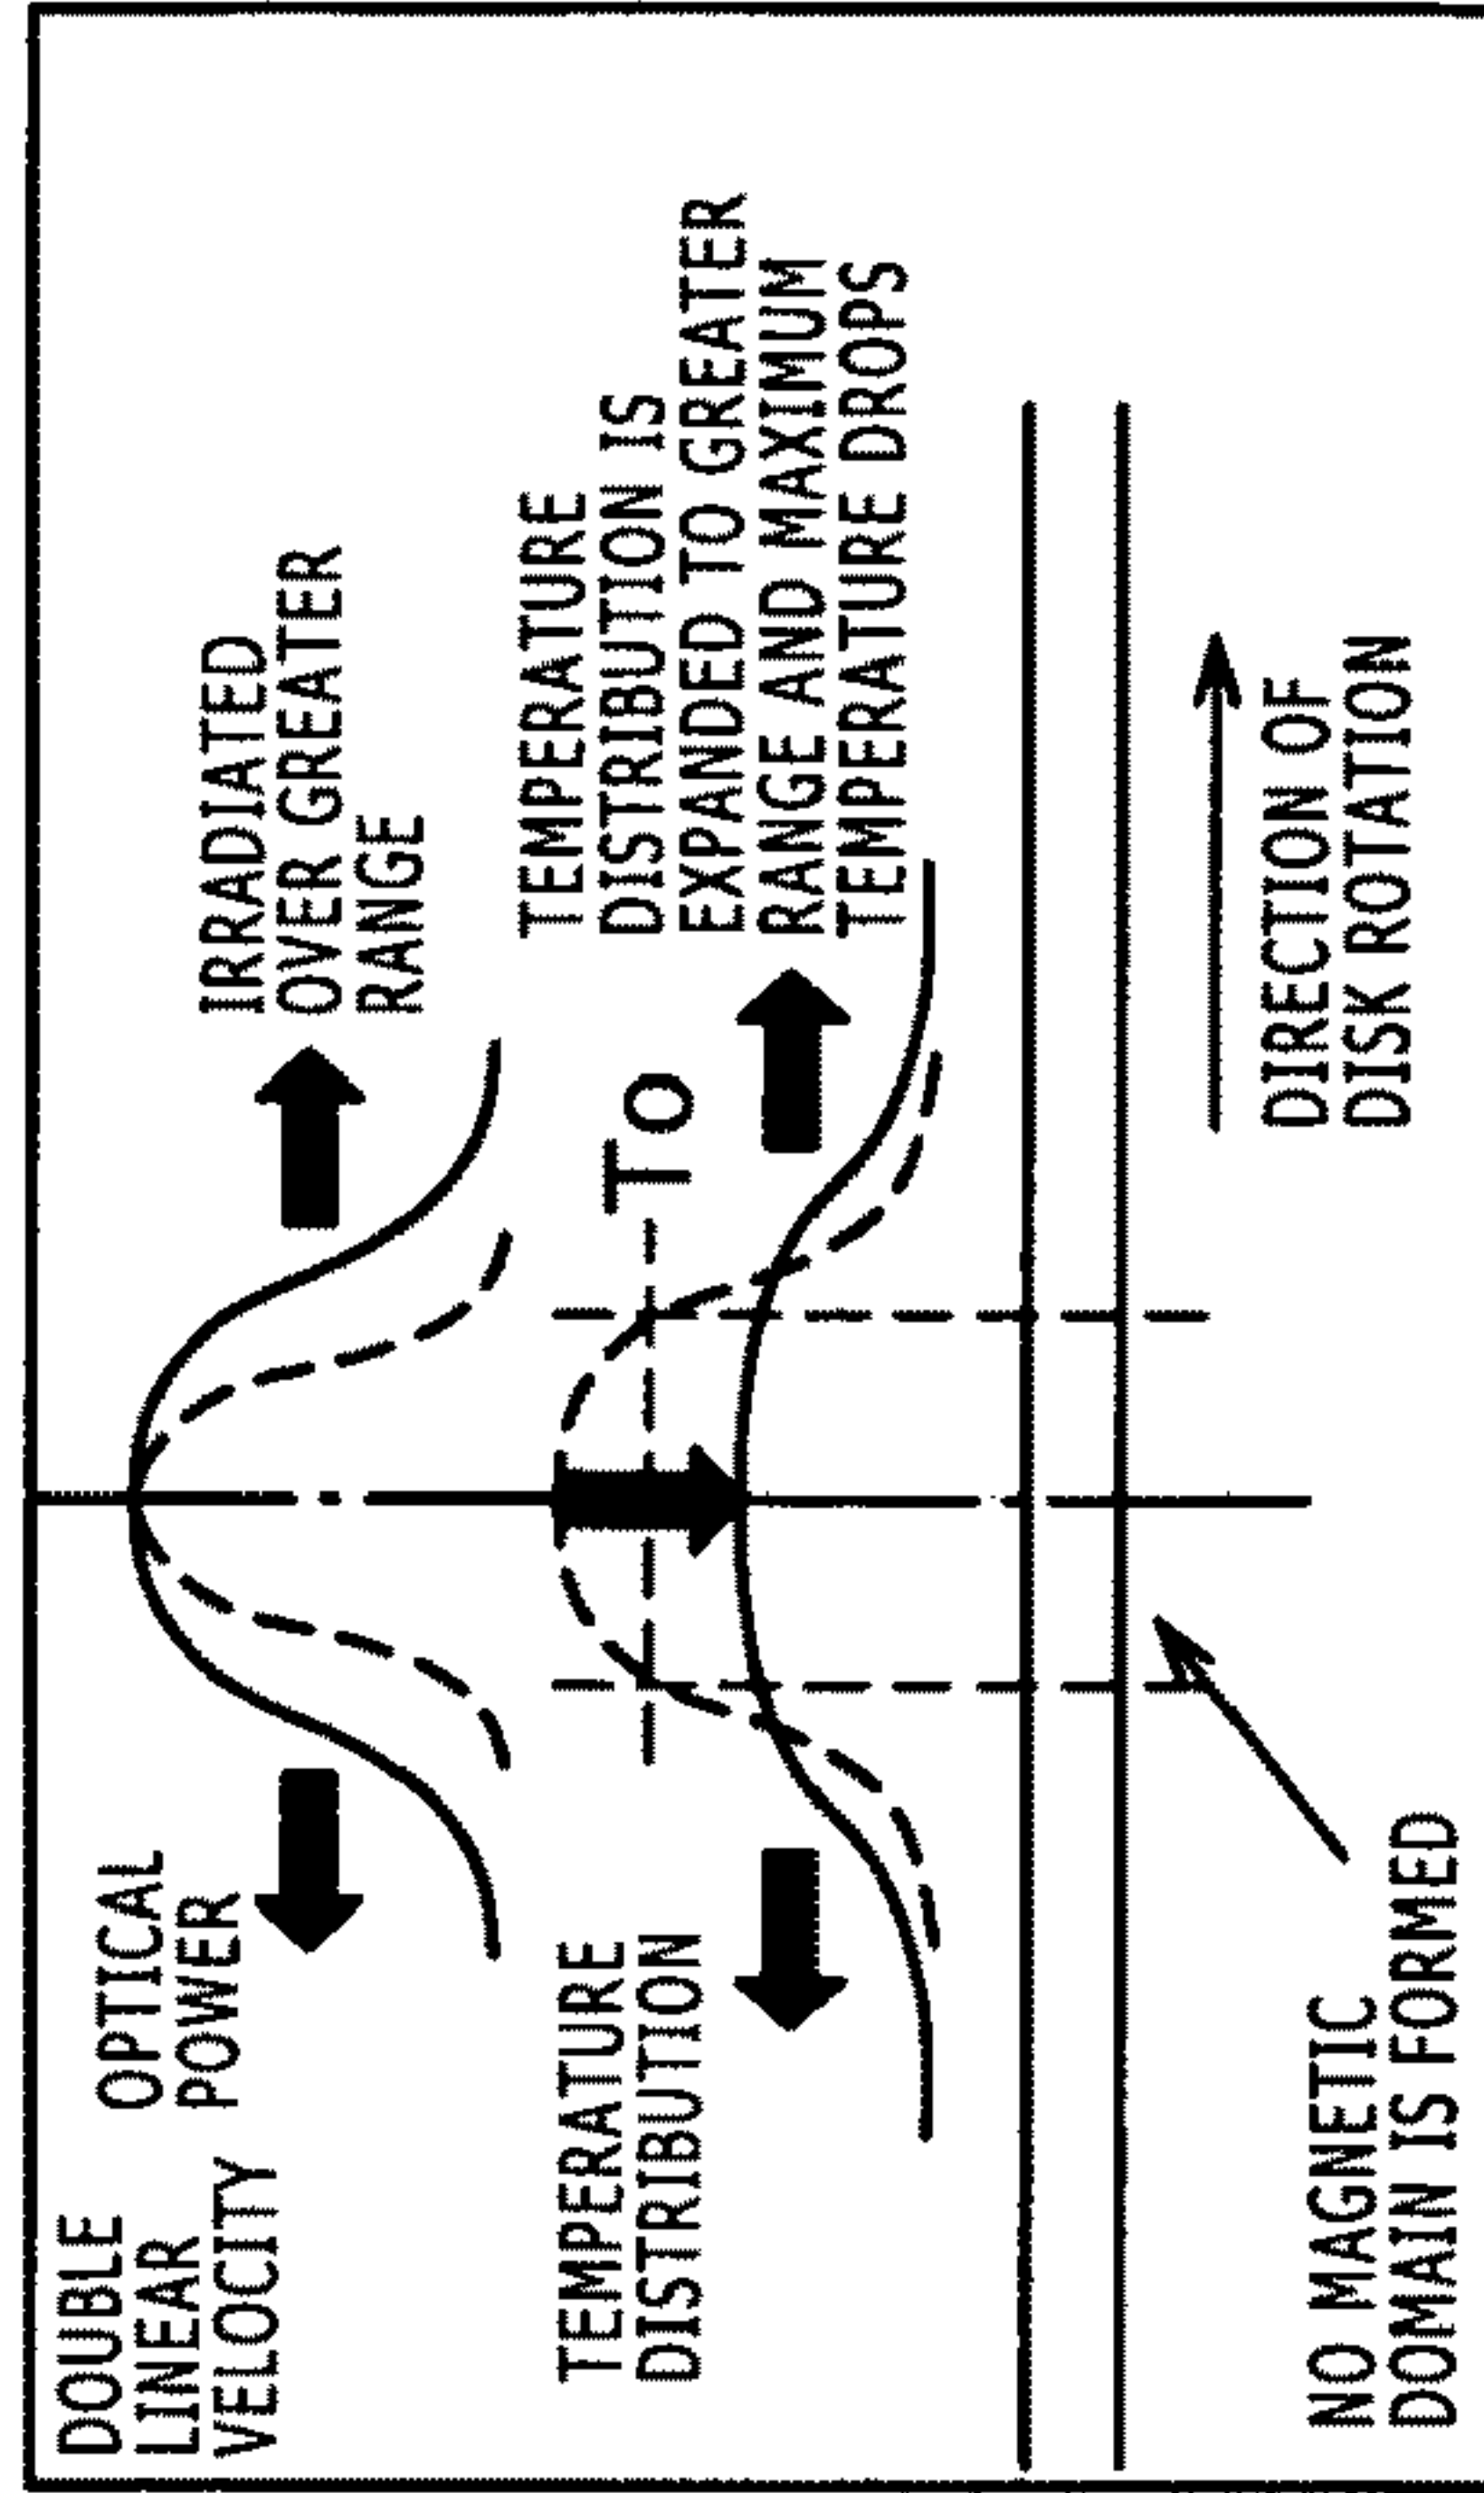 DOUBLE
LINEAR
VELOCITY
OPTICAL
POWER
IRRADIATED
OVER GREATER
RANGE
TEMPERATURE
DISTRIBUTION
TO
TEMPERATURE
DISTRIBUTION IS
EXPANDED TO GREATER
RANGE AND MAXIMUM
TEMPERATURE DROPS
NO MAGNETIC
DOMAIN IS FORMED
DIRECTION OF
DISK ROTATION